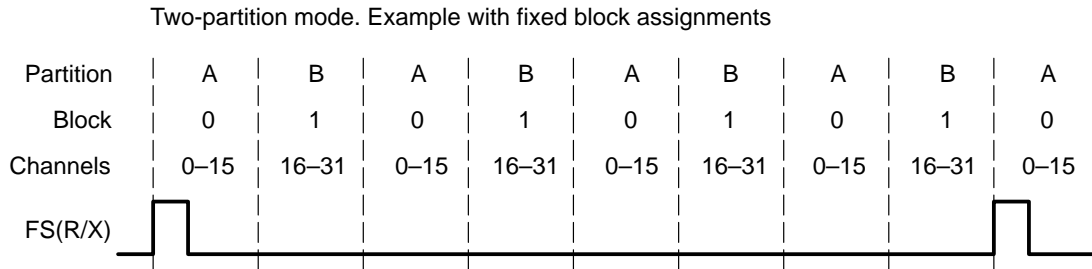 Two-partition mode. Example with fixed block assignments
Partition A B A B A B A B A
Block 0 1 0 1 0 1 0 1 0
Channels 0–15 16–31 0–15 16–31 0–15 16–31 0–15 16–31 0–15
FS(R/X)